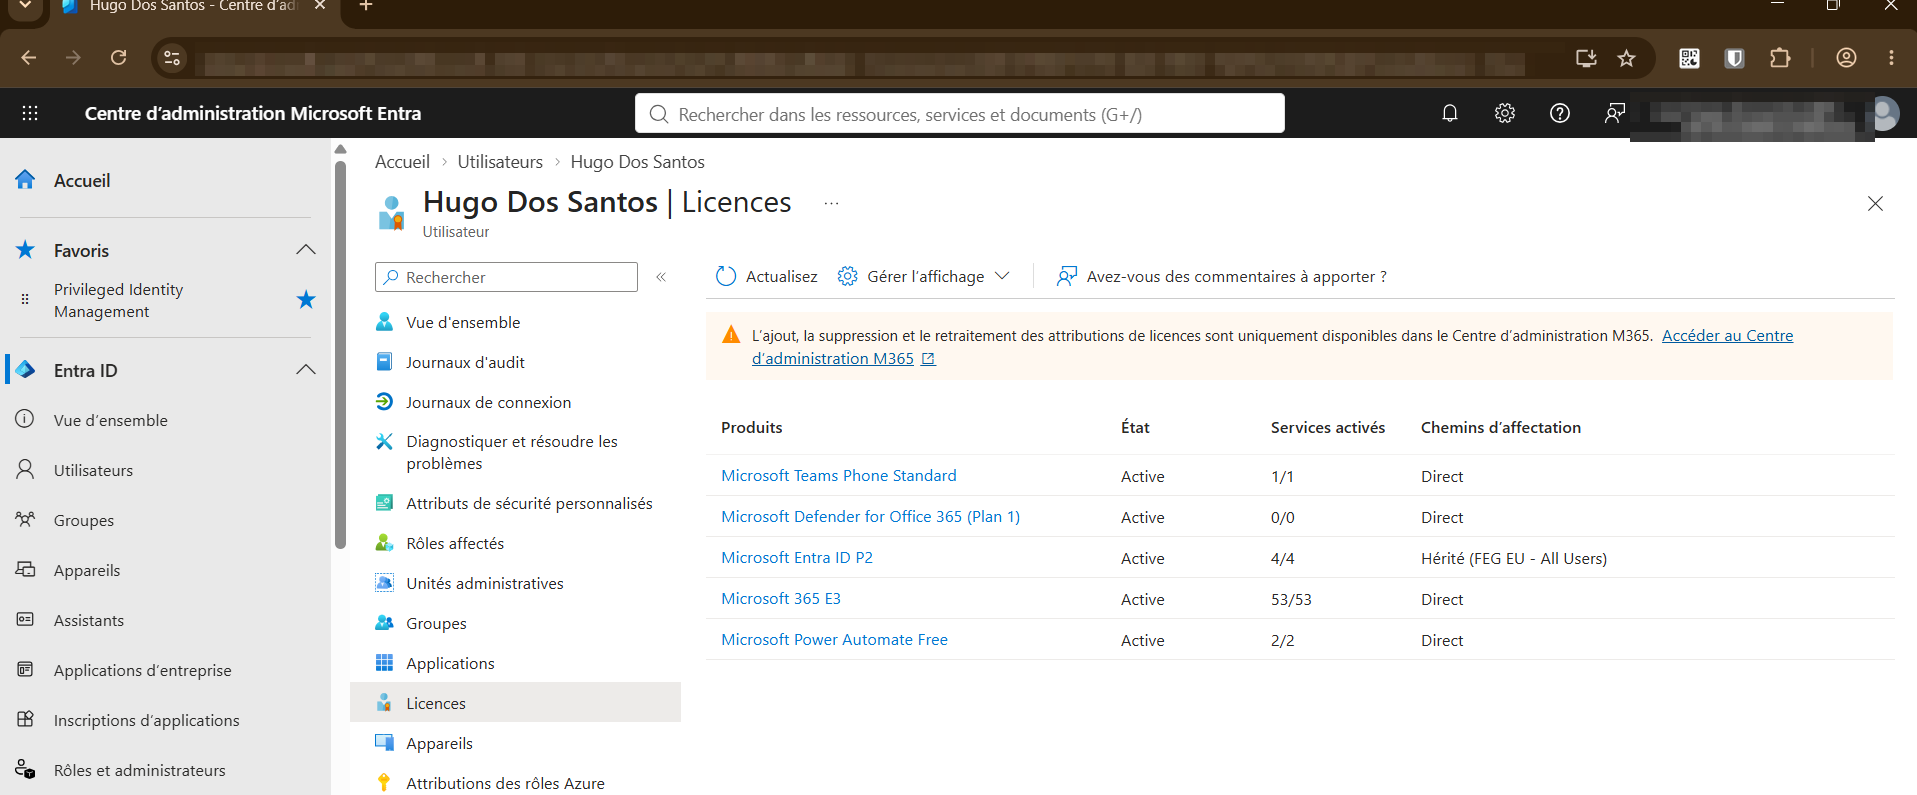 Hugo Dos Santos - Centre d'ad
Centre d'administration Microsoft Entra
Rechercher dans les ressources, services et documents (G+/)
Accueil
Favoris
Privileged Identity
Management
Entra ID
Vue d'ensemble
Utilisateurs
Groupes
Appareils
Assistants
Applications d'entreprise
Inscriptions d'applications
Rôles et administrateurs
Accueil > Utilisateurs > Hugo Dos Santos
Hugo Dos Santos | Licences ...
Utilisateur
Rechercher
Vue d'ensemble
Journaux d'audit
Journaux de connexion
Diagnostiquer et résoudre les
problèmes
Attributs de sécurité personnalisés
Rôles affectés
Unités administratives
Groupes
Applications
Licences
Appareils
Attributions des rôles Azure
Actualisez Gérer l'affichage Avez-vous des commentaires à apporter ?
L'ajout, la suppression et le retraitement des attributions de licences sont uniquement disponibles dans le Centre d'administration M365. Accéder au Centre
d'administration M365
Produits État Services activés Chemins d'affectation
Microsoft Teams Phone Standard Active 1/1 Direct
Microsoft Defender for Office 365 (Plan 1) Active 0/0 Direct
Microsoft Entra ID P2 Active 4/4 Hérité (FEG EU - All Users)
Microsoft 365 E3 Active 53/53 Direct
Microsoft Power Automate Free Active 2/2 Direct